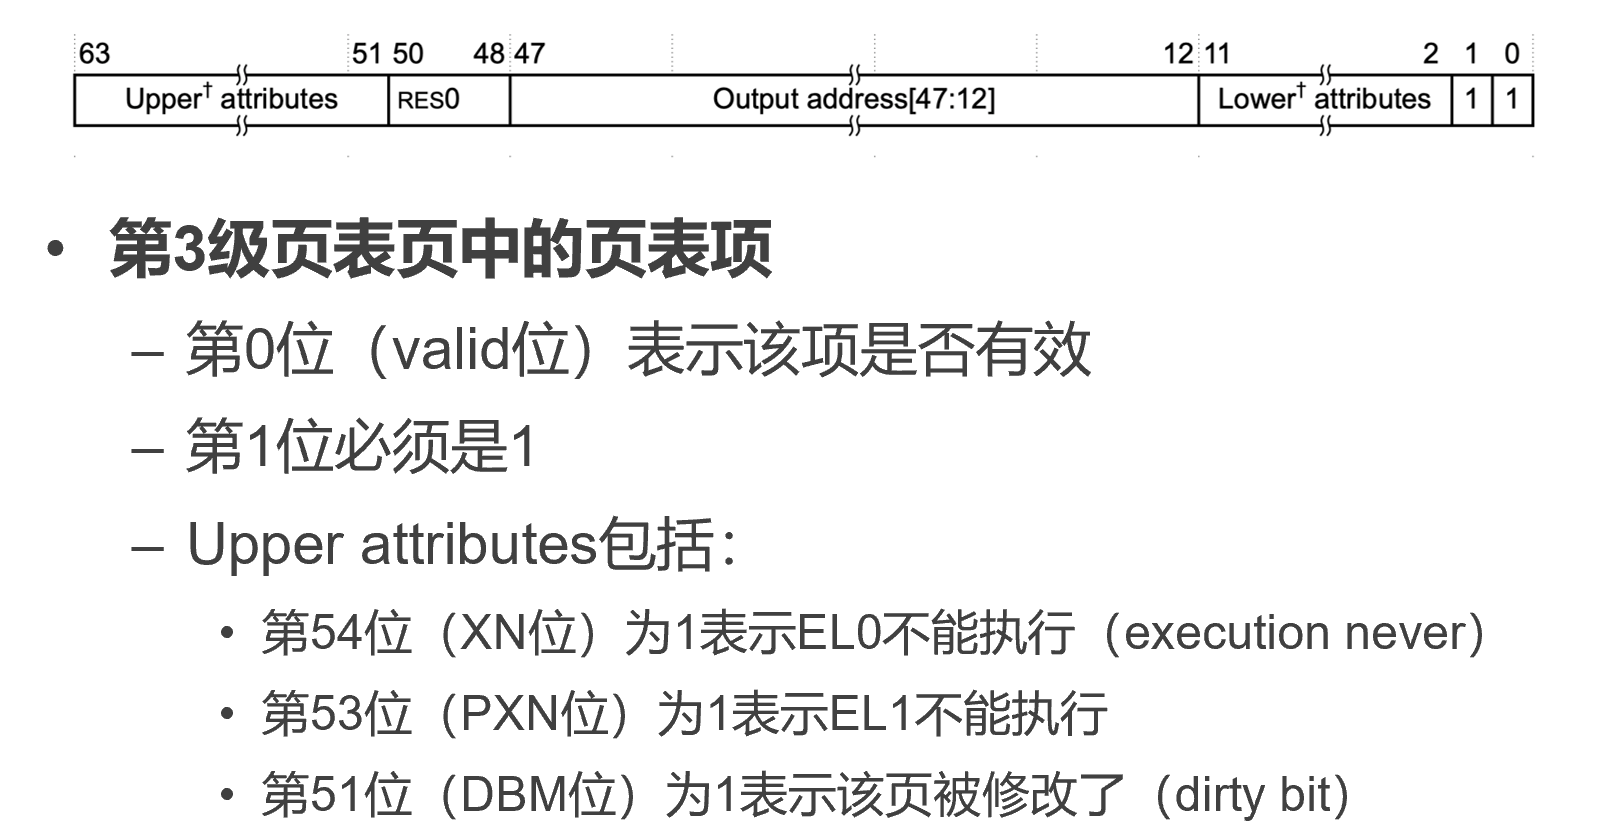 63 51 50 48 47 12 11 2 1 0
Upper† attributes RES0 Output address[47:12] Lower† attributes 1 1
• 第3级页表页中的页表项
– 第0位（valid位）表示该项是否有效
– 第1位必须是1
– Upper attributes包括：
• 第54位（XN位）为1表示EL0不能执行（execution never）
• 第53位（PXN位）为1表示EL1不能执行
• 第51位（DBM位）为1表示该页被修改了（dirty bit）